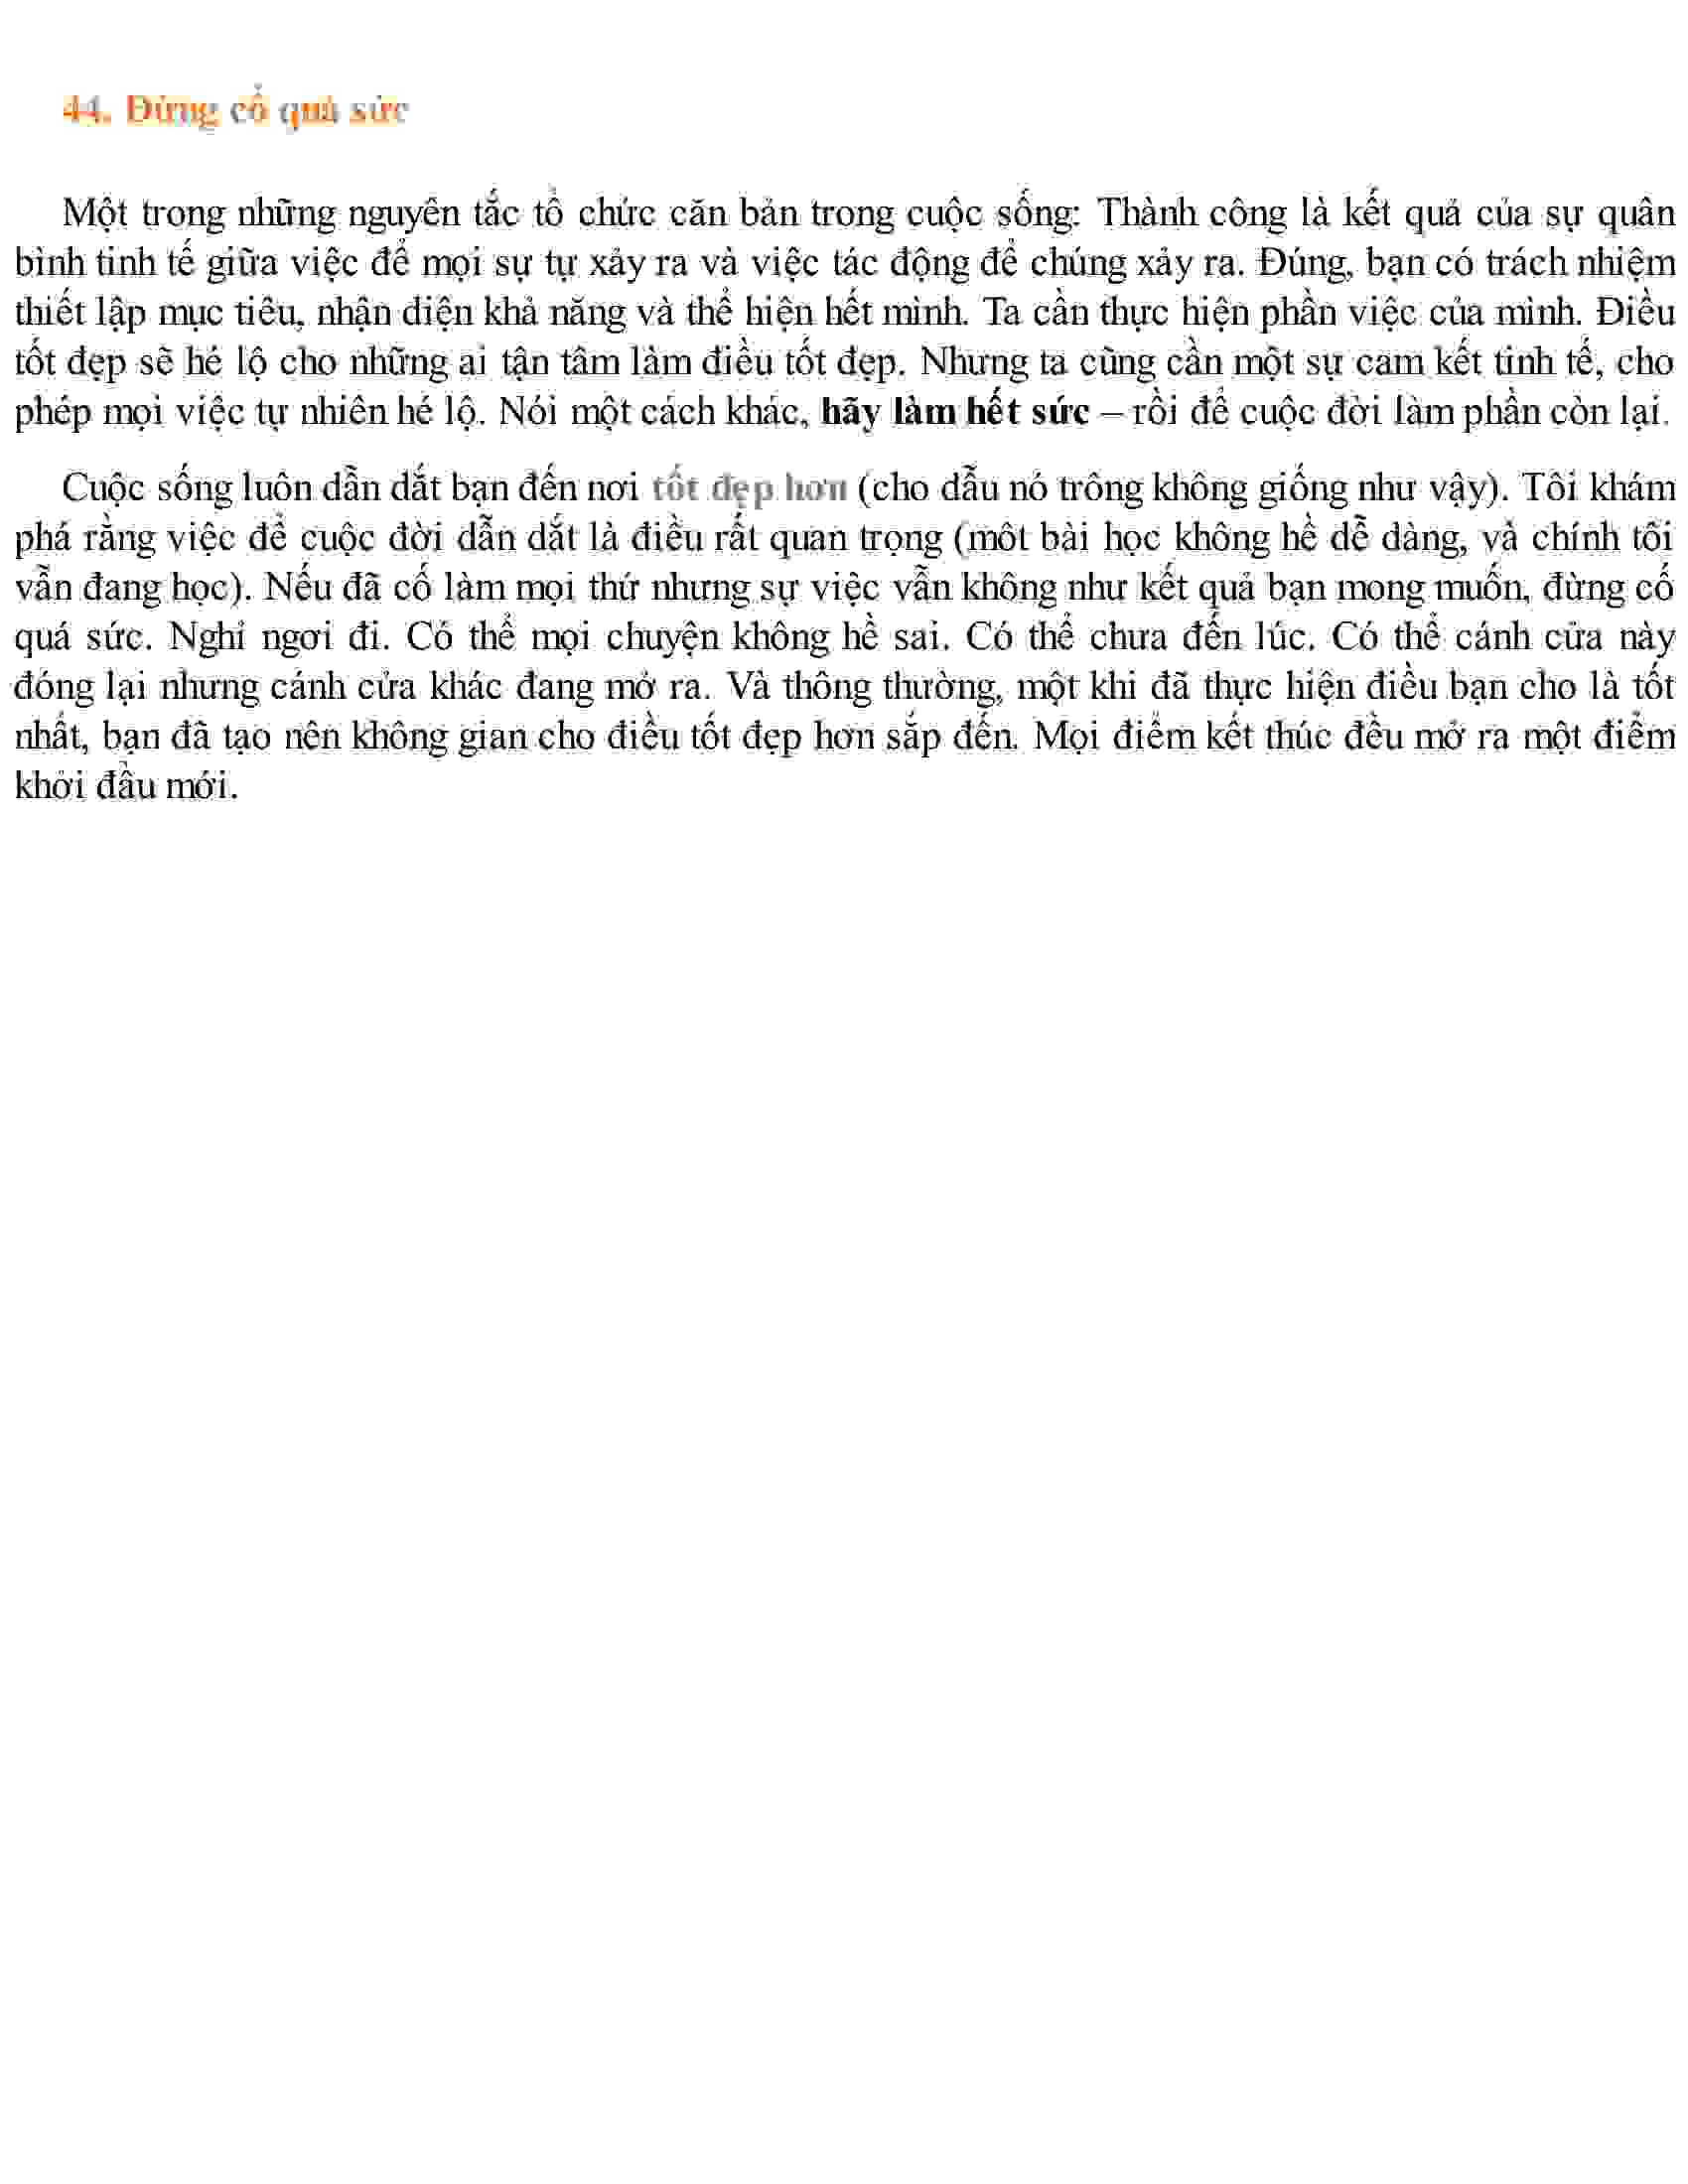 44. Đừng cố quá sức
Một trong những nguyên tắc tổ chức căn bản trong cuộc sống: Thành công là kết quả của sự quân
bình tinh tế giữa việc để mọi sự tự xảy ra và việc tác động để chúng xảy ra. Đúng, bạn có trách nhiệm
thiết lập mục tiêu, nhận diện khả năng và thể hiện hết mình. Ta cần thực hiện phần việc của mình. Điều
tốt đẹp sẽ hé lộ cho những ai tận tâm làm điều tốt đẹp. Nhưng ta cũng cần một sự cam kết tinh tế, cho
phép mọi việc tự nhiên hé lộ. Nói một cách khác, hãy làm hết sức – rồi để cuộc đời làm phần còn lại.
Cuộc sống luôn dẫn dắt bạn đến nơi tốt đẹp hơn (cho dẫu nó trông không giống như vậy). Tôi khám
phá rằng việc để cuộc đời dẫn dắt là điều rất quan trọng (một bài học không hề dễ dàng, và chính tôi
vẫn đang học). Nếu đã cố làm mọi thứ nhưng sự việc vẫn không như kết quả bạn mong muốn, đừng cố
quá sức. Nghỉ ngơi đi. Có thể mọi chuyện không hề sai. Có thể chưa đến lúc. Có thể cánh cửa này
đóng lại nhưng cánh cửa khác đang mở ra. Và thông thường, một khi đã thực hiện điều bạn cho là tốt
nhất, bạn đã tạo nên không gian cho điều tốt đẹp hơn sắp đến. Mọi điểm kết thúc đều mở ra một điểm
khởi đầu mới.